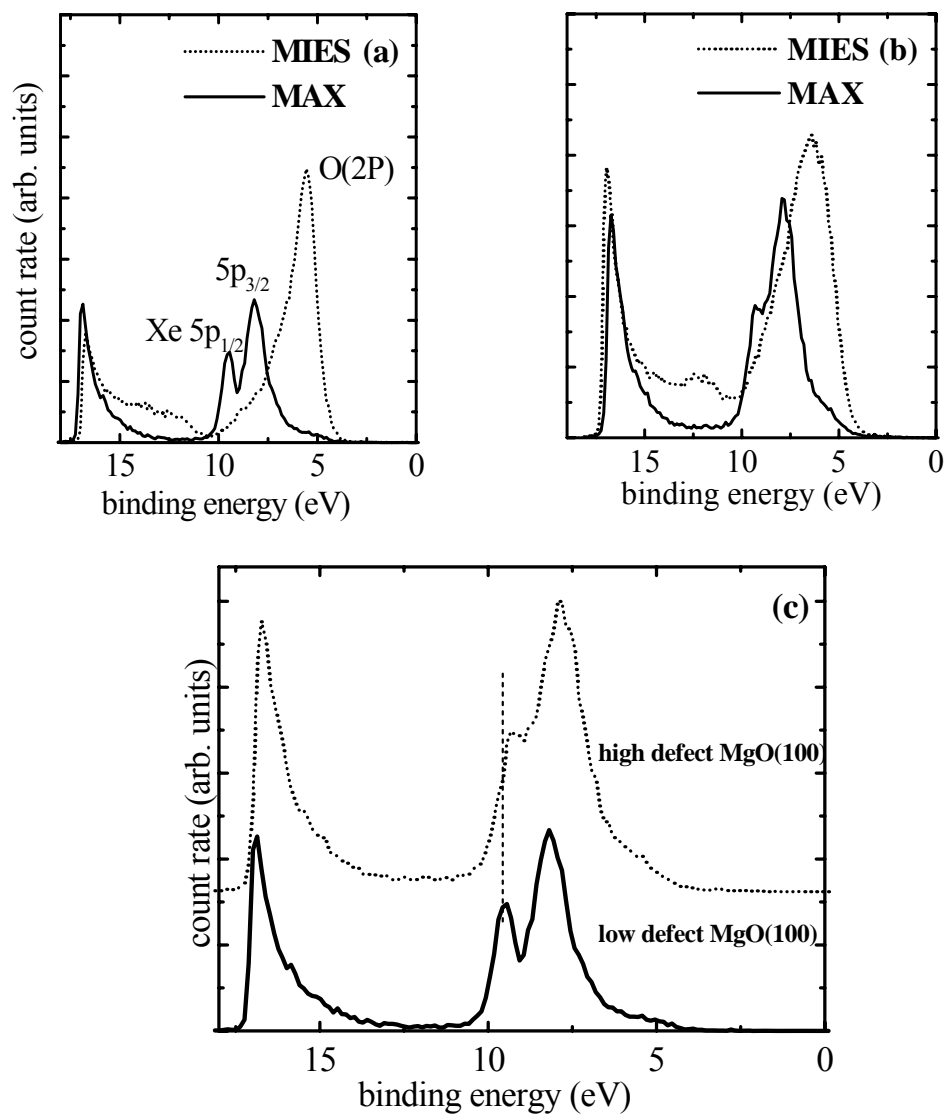 MIES (a)
MAX
O(2P)
5p3/2
Xe 5p1/2
count rate (arb. units)
15 10 5 0
binding energy (eV)
MIES (b)
MAX
15 10 5 0
binding energy (eV)
(c)
high defect MgO(100)
low defect MgO(100)
count rate (arb. units)
15 10 5 0
binding energy (eV)